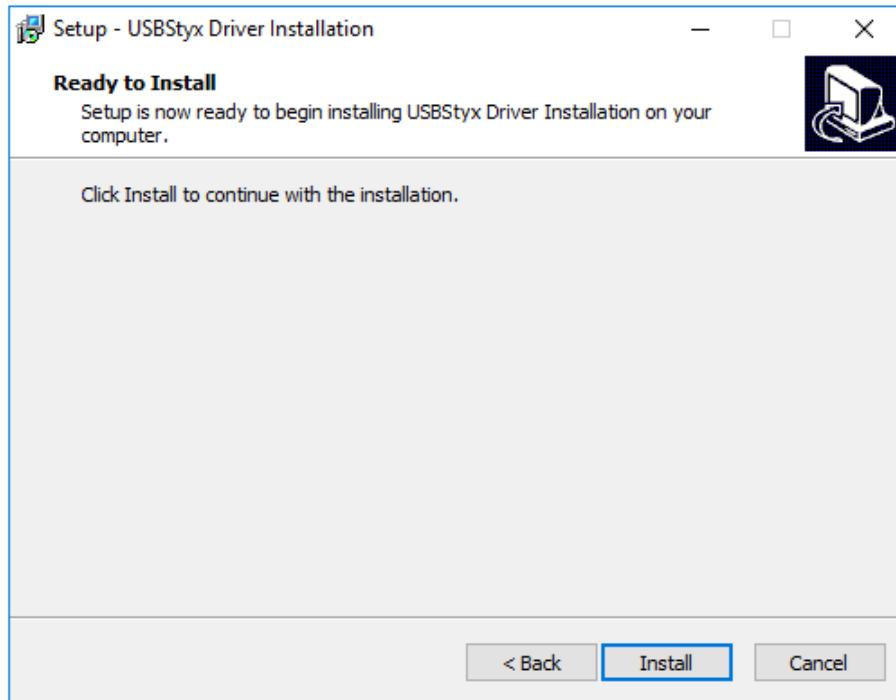 Setup - USBStyx Driver Installation
Ready to Install
Setup is now ready to begin installing USBStyx Driver Installation on your
computer.
Click Install to continue with the installation.
< Back
Install
Cancel